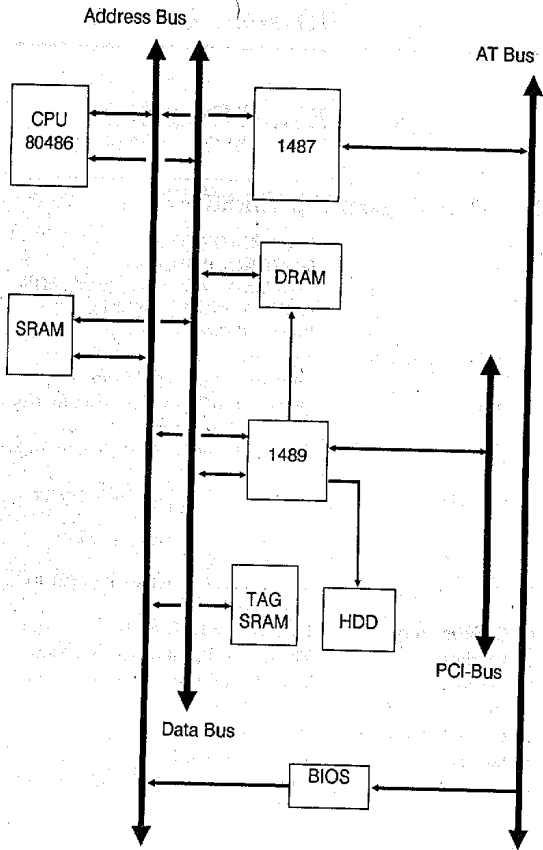 Address Bus
AT Bus
CPU
80486
1487
DRAM
SRAM
1489
TAG
SRAM
HDD
PCI-Bus
Data Bus
BIOS